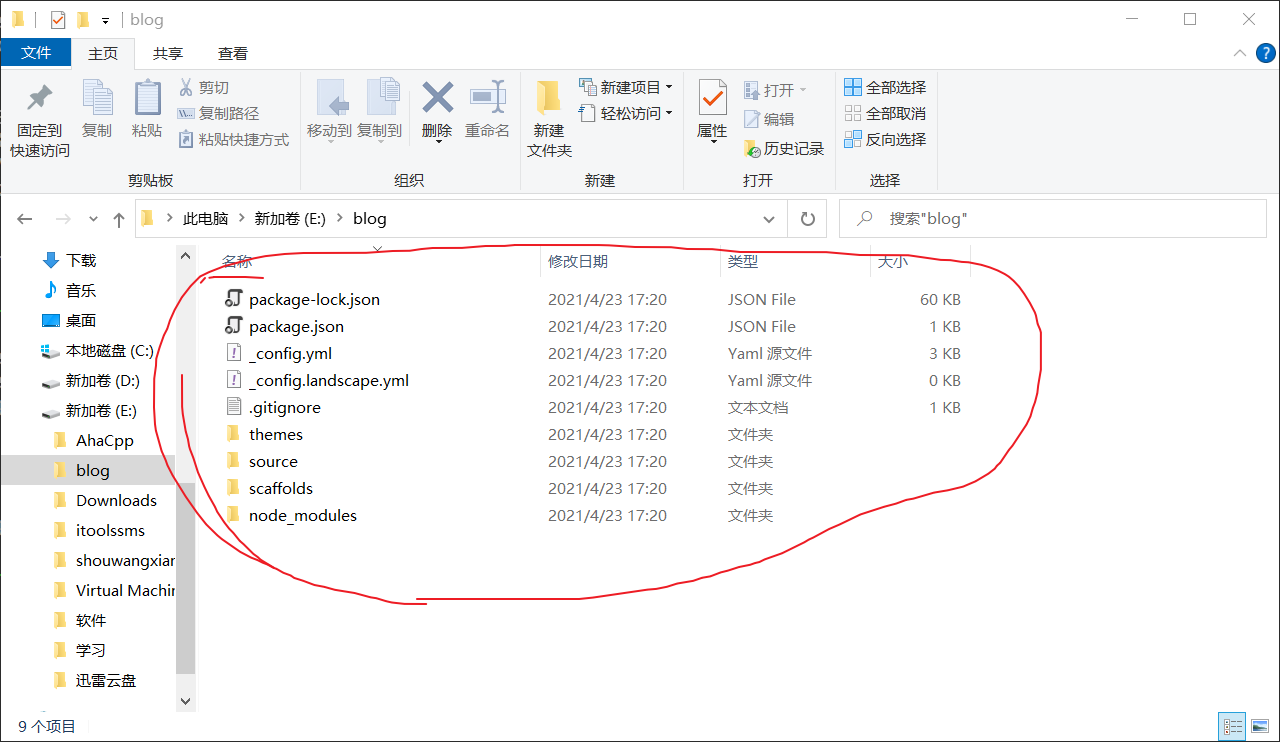 blog
文件 主页 共享 查看
固定到快速访问 复制 粘贴 剪切 复制路径 粘贴快捷方式
剪贴板
移动到 复制到 删除 重命名
组织
新建文件夹 新建项目 轻松访问
新建
属性 打开 编辑 历史记录
打开
全部选择 全部取消 反向选择
选择
此电脑 新加卷 (E:) blog 搜索"blog"
下载
音乐
桌面
本地磁盘 (C:)
新加卷 (D:)
新加卷 (E:)
AhaCpp
blog
Downloads
itoolssms
shouwangxian
Virtual Machin
软件
学习
迅雷云盘
名称 修改日期 类型 大小
package-lock.json 2021/4/23 17:20 JSON File 60 KB
package.json 2021/4/23 17:20 JSON File 1 KB
_config.yml 2021/4/23 17:20 Yaml 源文件 3 KB
_config.landscape.yml 2021/4/23 17:20 Yaml 源文件 0 KB
.gitignore 2021/4/23 17:20 文本文档 1 KB
themes 2021/4/23 17:20 文件夹
source 2021/4/23 17:20 文件夹
scaffolds 2021/4/23 17:20 文件夹
node_modules 2021/4/23 17:20 文件夹
9 个项目